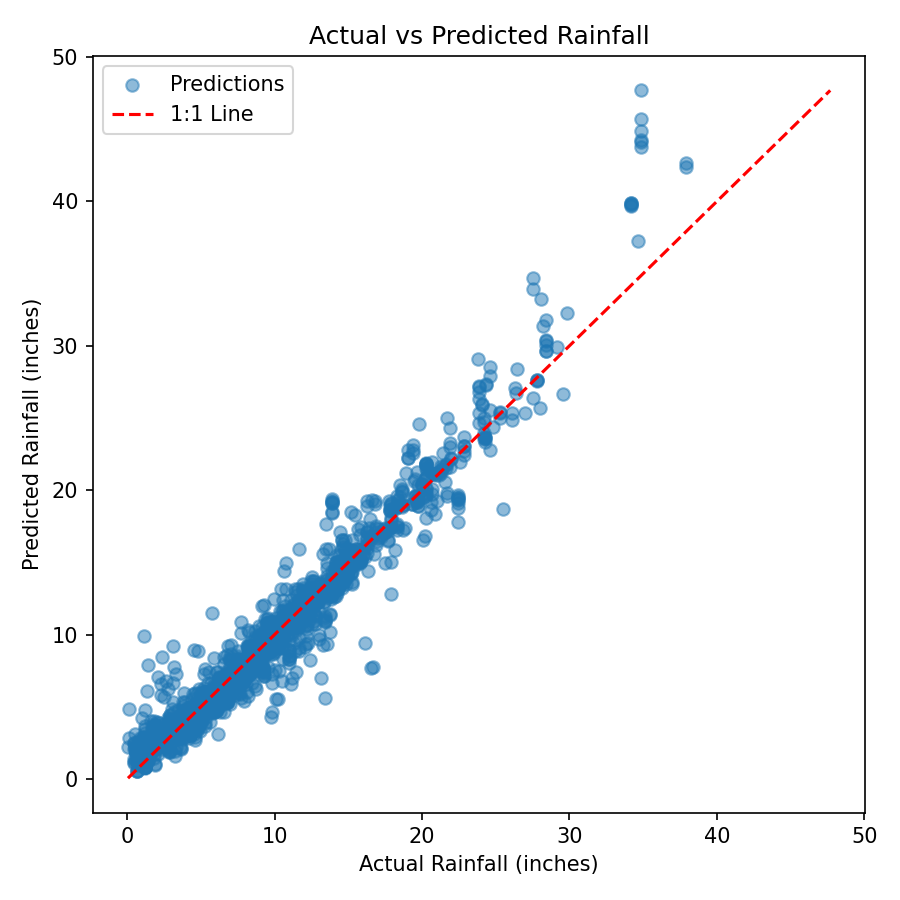 Actual vs Predicted Rainfall
Predictions
1:1 Line
Predicted Rainfall (inches)
50
40
30
20
10
0
0 10 20 30 40 50
Actual Rainfall (inches)